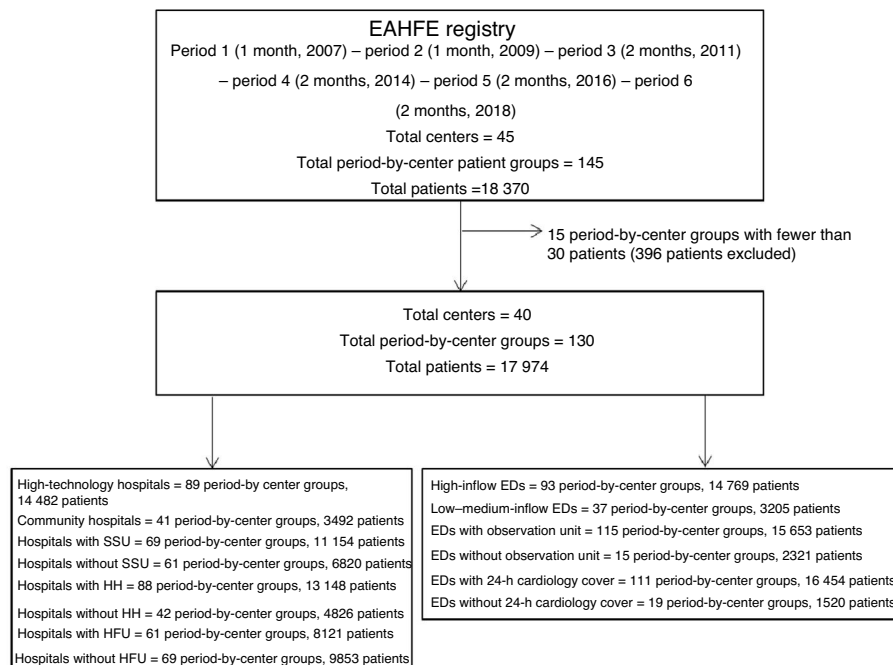 EAHFE registry
Period 1 (1 month, 2007) – period 2 (1 month, 2009) – period 3 (2 months, 2011)
– period 4 (2 months, 2014) – period 5 (2 months, 2016) – period 6
(2 months, 2018)
Total centers = 45
Total period-by-center patient groups = 145
Total patients =18 370
15 period-by-center groups with fewer than
30 patients (396 patients excluded)
Total centers = 40
Total period-by-center groups = 130
Total patients = 17 974
High-technology hospitals = 89 period-by center groups,
14 482 patients
Community hospitals = 41 period-by-center groups, 3492 patients
Hospitals with SSU = 69 period-by-center groups, 11 154 patients
Hospitals without SSU = 61 period-by-center groups, 6820 patients
Hospitals with HH = 88 period-by-center groups, 13 148 patients
Hospitals without HH = 42 period-by-center groups, 4826 patients
Hospitals with HFU = 61 period-by-center groups, 8121 patients
Hospitals without HFU = 69 period-by-center groups, 9853 patients
High-inflow EDs = 93 period-by-center groups, 14 769 patients
Low–medium-inflow EDs = 37 period-by-center groups, 3205 patients
EDs with observation unit = 115 period-by-center groups, 15 653 patients
EDs without observation unit = 15 period-by-center groups, 2321 patients
EDs with 24-h cardiology cover = 111 period-by-center groups, 16 454 patients
EDs without 24-h cardiology cover = 19 period-by-center groups, 1520 patients